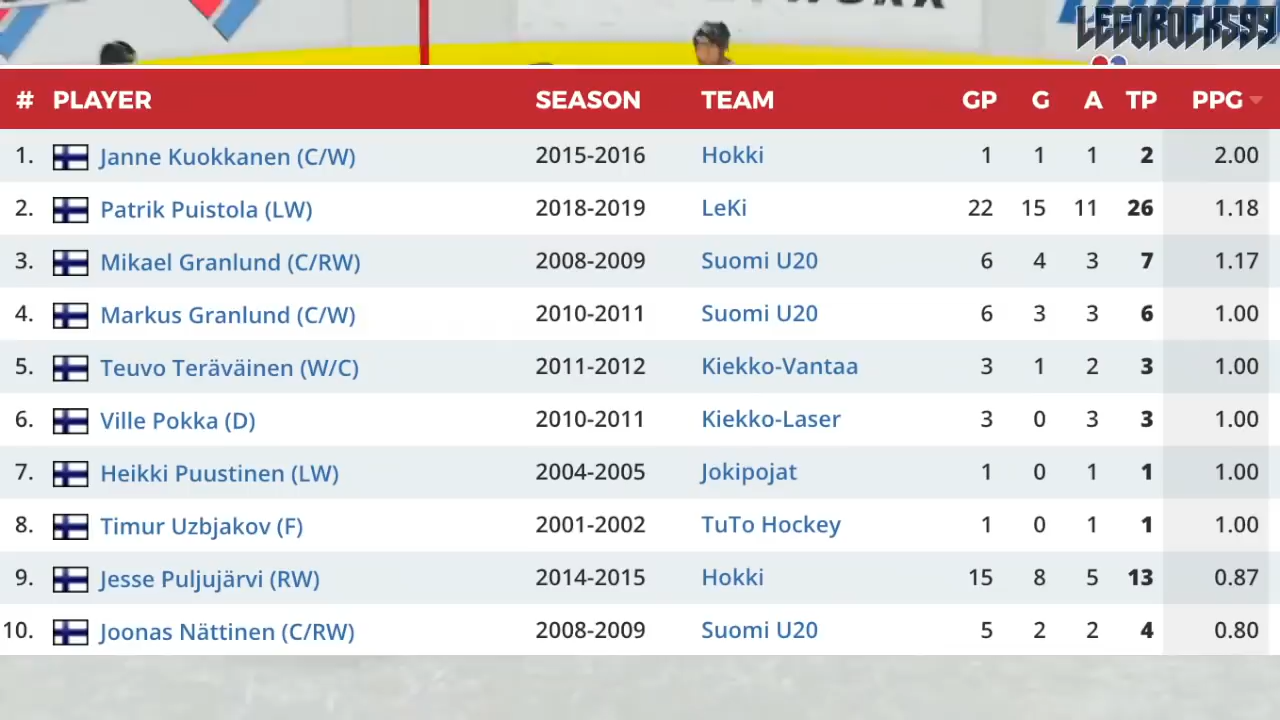 LEGOROCKS99
# PLAYER SEASON TEAM GP G A TP PPG
1. Janne Kuokkanen (C/W) 2015-2016 Hokki 1 1 1 2 2.00
2. Patrik Puistola (LW) 2018-2019 LeKi 22 15 11 26 1.18
3. Mikael Granlund (C/RW) 2008-2009 Suomi U20 6 4 3 7 1.17
4. Markus Granlund (C/W) 2010-2011 Suomi U20 6 3 3 6 1.00
5. Teuvo Teräväinen (W/C) 2011-2012 Kiekko-Vantaa 3 1 2 3 1.00
6. Ville Pokka (D) 2010-2011 Kiekko-Laser 3 0 3 3 1.00
7. Heikki Puustinen (LW) 2004-2005 Jokipojat 1 0 1 1 1.00
8. Timur Uzbjakov (F) 2001-2002 TuTo Hockey 1 0 1 1 1.00
9. Jesse Puljujärvi (RW) 2014-2015 Hokki 15 8 5 13 0.87
10. Joonas Nättinen (C/RW) 2008-2009 Suomi U20 5 2 2 4 0.80